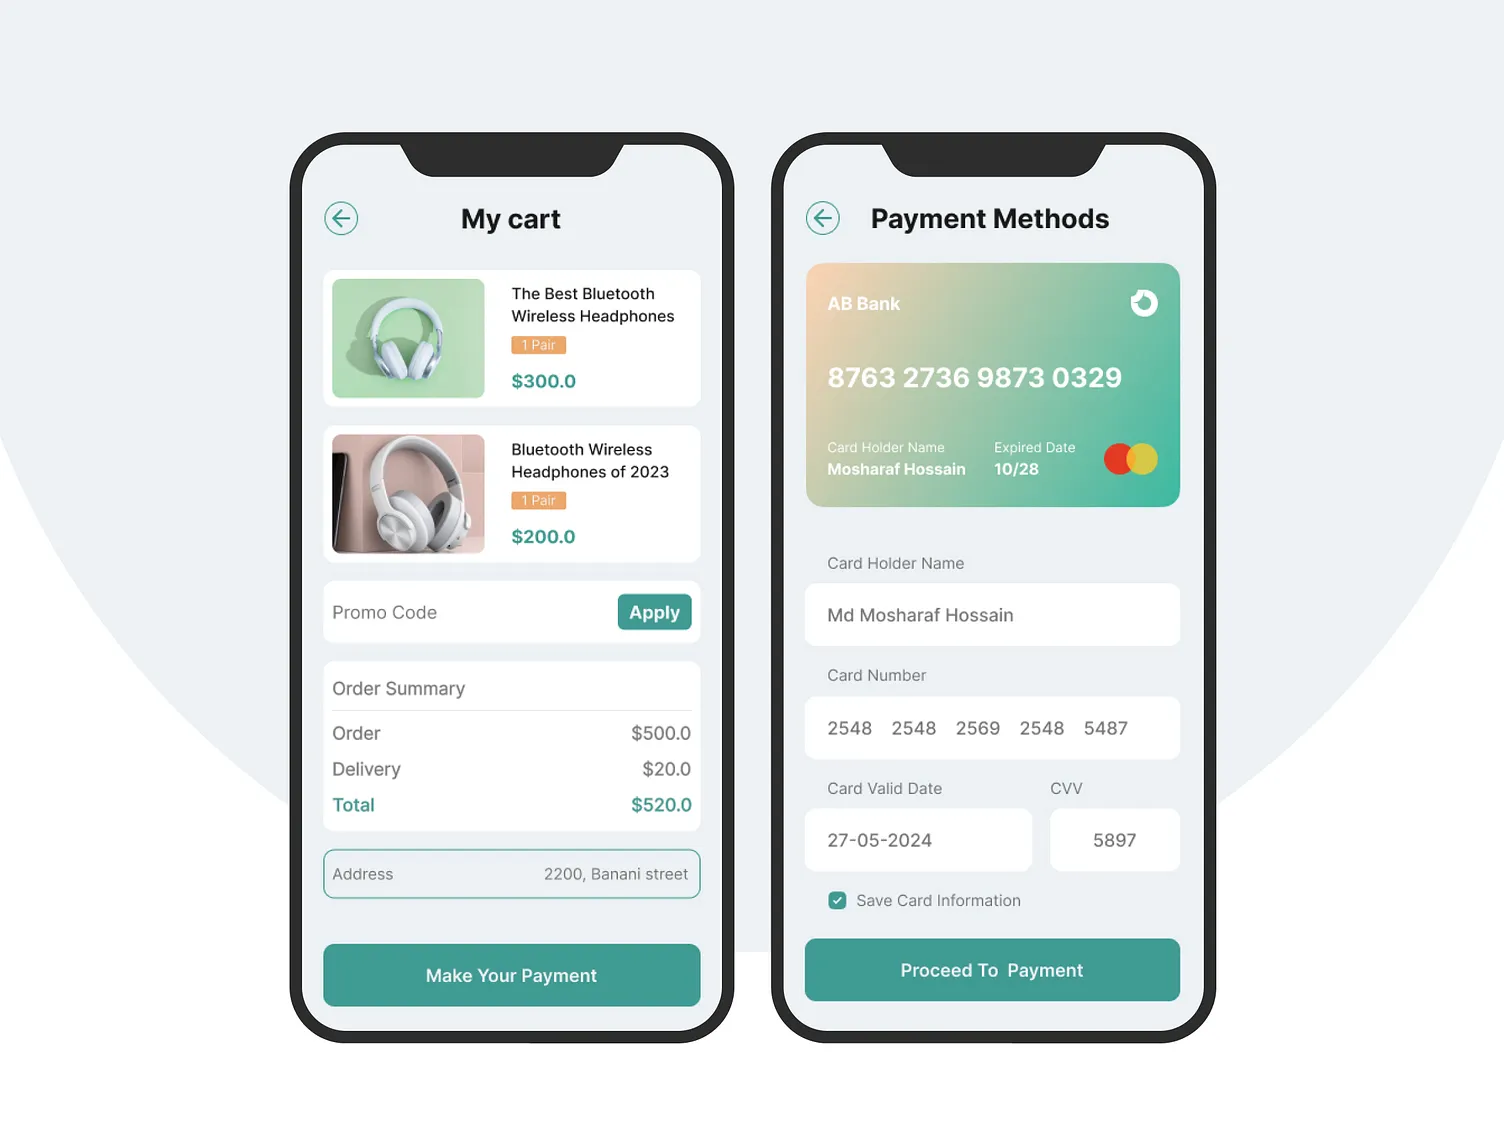 My cart
The Best Bluetooth
Wireless Headphones
1 Pair
$300.0
Bluetooth Wireless
Headphones of 2023
1 Pair
$200.0
Promo Code
Apply
Order Summary
Order $500.0
Delivery $20.0
Total $520.0
Address 2200, Banani street
Make Your Payment
Payment Methods
AB Bank
8763 2736 9873 0329
Card Holder Name Expired Date
Mosharaf Hossain 10/28
Card Holder Name
Md Mosharaf Hossain
Card Number
2548 2548 2569 2548 5487
Card Valid Date CVV
27-05-2024 5897
Save Card Information
Proceed To Payment